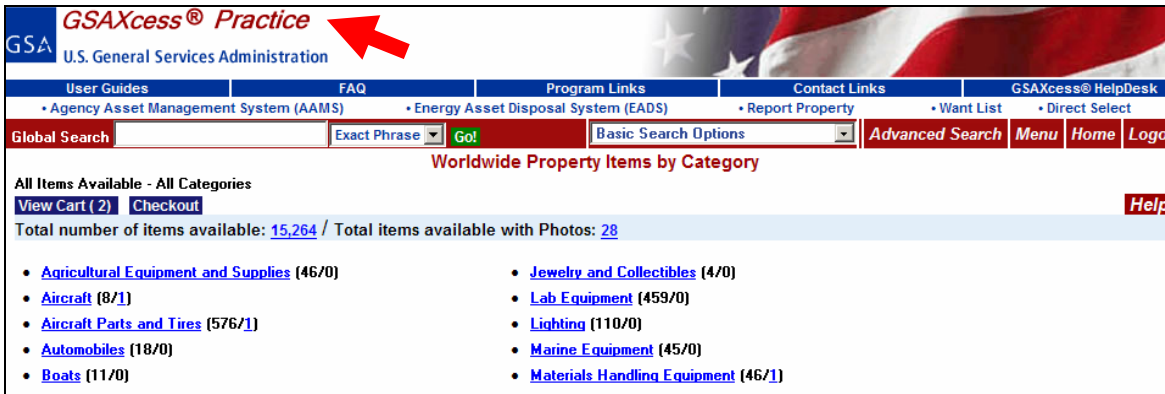 GSAXcess® Practice
GSA U.S. General Services Administration
User Guides FAQ Program Links Contact Links GSAXcess® HelpDesk
• Agency Asset Management System (AAMS) • Energy Asset Disposal System (EADS) • Report Property • Want List • Direct Select
Global Search Exact Phrase Go! Basic Search Options Advanced Search Menu Home Logo
Worldwide Property Items by Category
All Items Available - All Categories
View Cart ( 2) Checkout Help
Total number of items available: 15,264 / Total items available with Photos: 28
• Agricultural Equipment and Supplies (46/0) • Jewelry and Collectibles (4/0)
• Aircraft (8/1) • Lab Equipment (459/0)
• Aircraft Parts and Tires (576/1) • Lighting (110/0)
• Automobiles (18/0) • Marine Equipment (45/0)
• Boats (11/0) • Materials Handling Equipment (46/1)